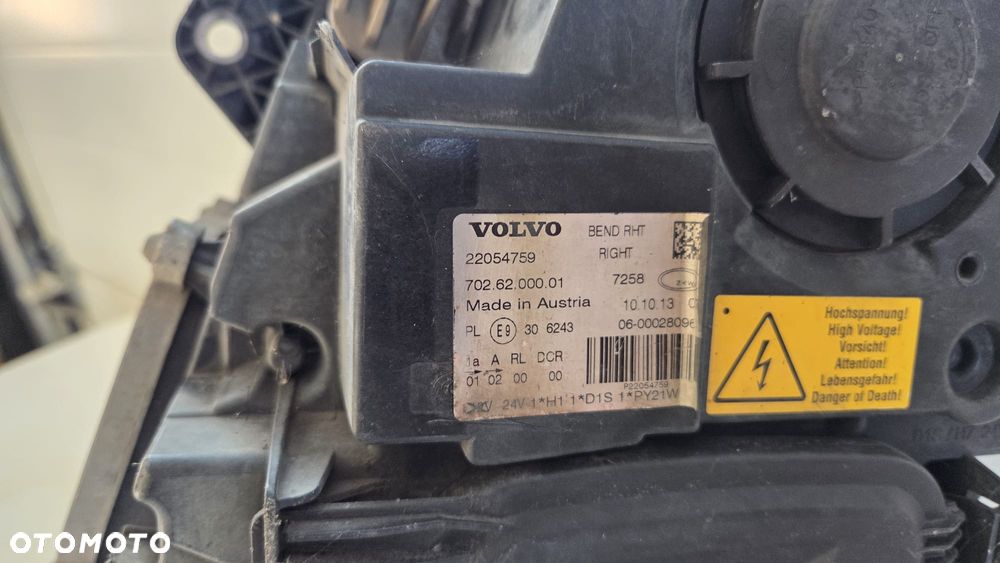 VOLVO BEND RHT
22054759 RIGHT
702.62.000.01 7258
Made in Austria 10.10.13
PL E9 30 6243 06-0002809
1a A RL DCR
01 02 00 00
P22054759
24V 1*H1 1*D1S 1*PY21W
Hochspannung!
High Voltage!
Vorsicht!
Attention!
Lebensgefahr!
Danger of Death!
OTOMOTO